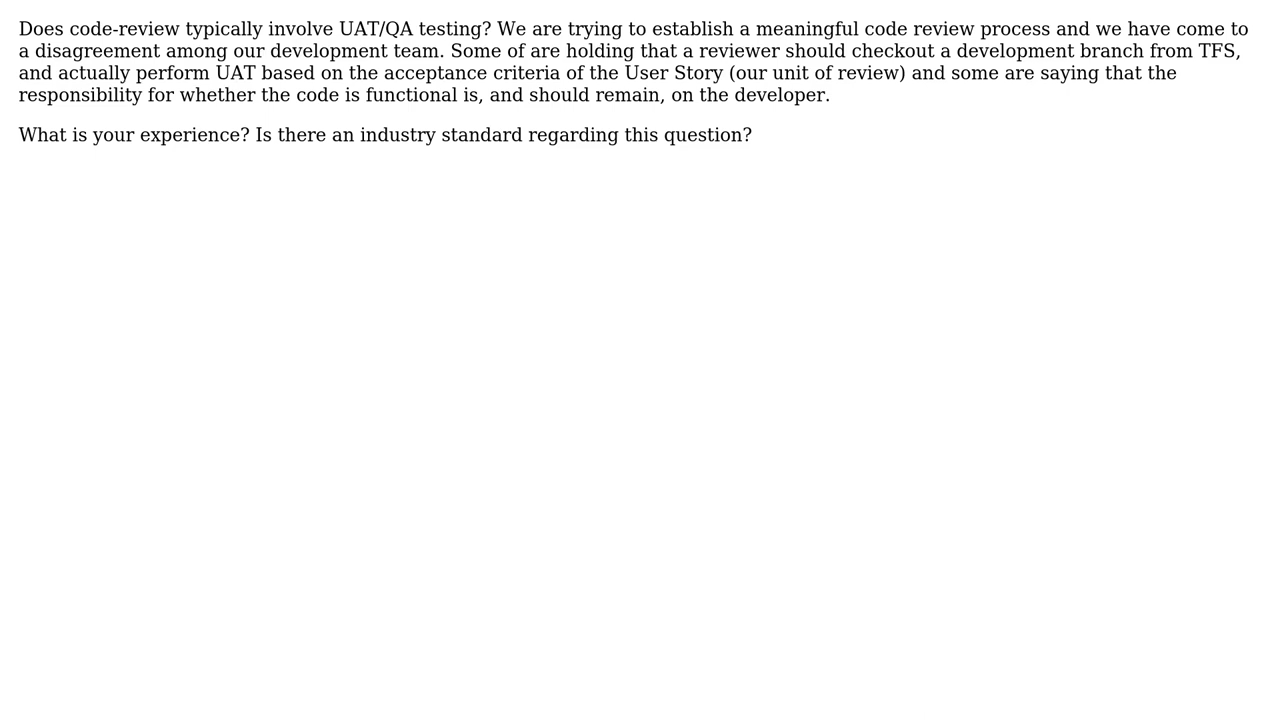 Does code-review typically involve UAT/QA testing? We are trying to establish a meaningful code review process and we have come to
a disagreement among our development team. Some of are holding that a reviewer should checkout a development branch from TFS,
and actually perform UAT based on the acceptance criteria of the User Story (our unit of review) and some are saying that the
responsibility for whether the code is functional is, and should remain, on the developer.
What is your experience? Is there an industry standard regarding this question?